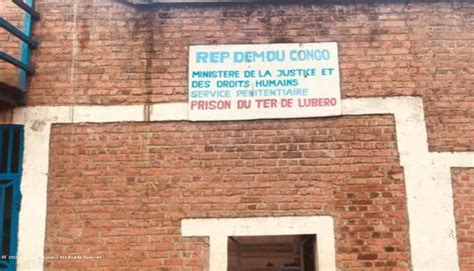 REP DEM.DU CONGO
MINISTERE DE LA JUSTICE ET
DES DROITS HUMAINS
SERVICE PENITENTIAIRE
PRISON DU TER.DE LUBERO